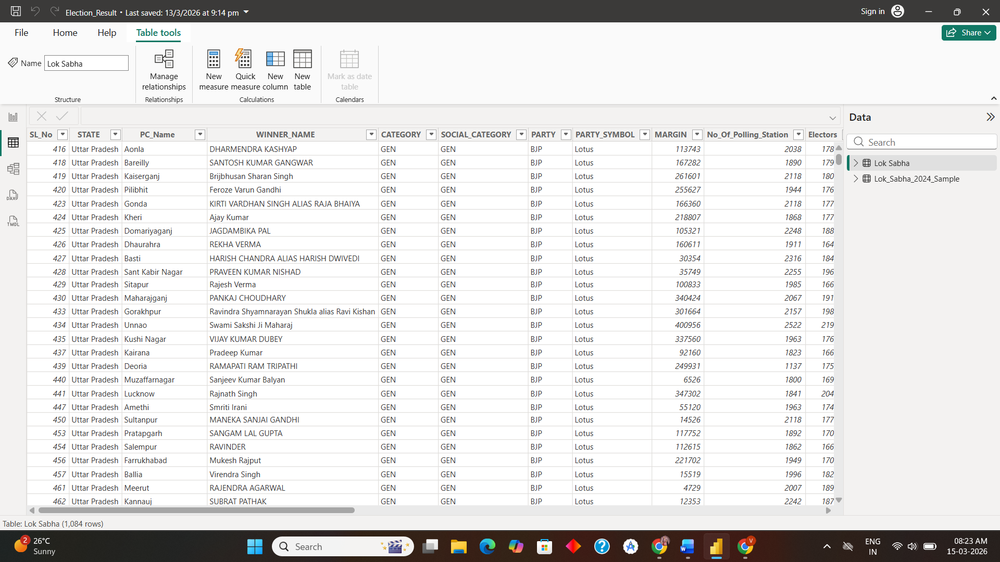 Election_Result • Last saved: 13/3/2026 at 9:14 pm
Sign in
File Home Help Table tools
Share
Name Lok Sabha
Manage relationships
New measure
Quick measure
New column
New table
Mark as date table
Structure Relationships Calculations Calendars
SL_No STATE PC_Name WINNER_NAME CATEGORY SOCIAL_CATEGORY PARTY PARTY_SYMBOL MARGIN No_Of_Polling_Station Electors
416 Uttar Pradesh Aonla DHARMENDRA KASHYAP GEN GEN BJP Lotus 113743 2038 178
418 Uttar Pradesh Bareilly SANTOSH KUMAR GANGWAR GEN GEN BJP Lotus 167282 1890 179
419 Uttar Pradesh Kaiserganj Brijbhusan Sharan Singh GEN GEN BJP Lotus 261601 2118 180
420 Uttar Pradesh Pilibhit Feroze Varun Gandhi GEN GEN BJP Lotus 255627 1944 176
423 Uttar Pradesh Gonda KIRTI VARDHAN SINGH ALIAS RAJA BHAIYA GEN GEN BJP Lotus 166360 2118 177
424 Uttar Pradesh Kheri Ajay Kumar GEN GEN BJP Lotus 218807 1868 177
425 Uttar Pradesh Domariyaganj JAGDAMBIKA PAL GEN GEN BJP Lotus 105321 2248 188
426 Uttar Pradesh Dhaurahra REKHA VERMA GEN GEN BJP Lotus 160611 1911 164
427 Uttar Pradesh Basti HARISH CHANDRA ALIAS HARISH DWIVEDI GEN GEN BJP Lotus 30354 2316 184
428 Uttar Pradesh Sant Kabir Nagar PRAVEEN KUMAR NISHAD GEN GEN BJP Lotus 35749 2255 196
429 Uttar Pradesh Sitapur Rajesh Verma GEN GEN BJP Lotus 100833 1985 166
430 Uttar Pradesh Maharajganj PANKAJ CHOUDHARY GEN GEN BJP Lotus 340424 2067 191
433 Uttar Pradesh Gorakhpur Ravindra Shyamnarayan Shukla alias Ravi Kishan GEN GEN BJP Lotus 301664 2157 198
434 Uttar Pradesh Unnao Swami Sakshi Ji Maharaj GEN GEN BJP Lotus 400956 2522 219
435 Uttar Pradesh Kushi Nagar VIJAY KUMAR DUBEY GEN GEN BJP Lotus 337560 1963 176
437 Uttar Pradesh Kairana Pradeep Kumar GEN GEN BJP Lotus 92160 1823 166
439 Uttar Pradesh Deoria RAMAPATI RAM TRIPATHI GEN GEN BJP Lotus 249931 1137 175
440 Uttar Pradesh Muzaffarnagar Sanjeev Kumar Balyan GEN GEN BJP Lotus 6526 1800 169
441 Uttar Pradesh Lucknow Rajnath Singh GEN GEN BJP Lotus 347302 1841 204
447 Uttar Pradesh Amethi Smriti Irani GEN GEN BJP Lotus 55120 1963 174
450 Uttar Pradesh Sultanpur MANEKA SANJAI GANDHI GEN GEN BJP Lotus 14526 2118 177
453 Uttar Pradesh Pratapgarh SANGAM LAL GUPTA GEN GEN BJP Lotus 117752 1892 170
454 Uttar Pradesh Salempur RAVINDER GEN GEN BJP Lotus 112615 1862 166
456 Uttar Pradesh Farrukhabad Mukesh Rajput GEN GEN BJP Lotus 221702 1949 170
457 Uttar Pradesh Ballia Virendra Singh GEN GEN BJP Lotus 15519 1996 182
461 Uttar Pradesh Meerut RAJENDRA AGARWAL GEN GEN BJP Lotus 4729 2007 189
462 Uttar Pradesh Kannauj SUBRAT PATHAK GEN GEN BJP Lotus 12353 2242 187
Data
Search
Lok Sabha
Lok_Sabha_2024_Sample
DAX
TMDL
Table: Lok Sabha (1,084 rows)
2
26°C
Sunny
Search
W
V
ENG
IN
08:23 AM
15-03-2026